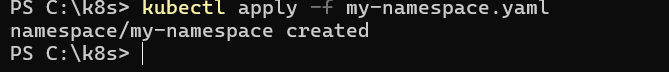 PS C:\k8s> kubectl apply -f my-namespace.yaml
namespace/my-namespace created
PS C:\k8s>